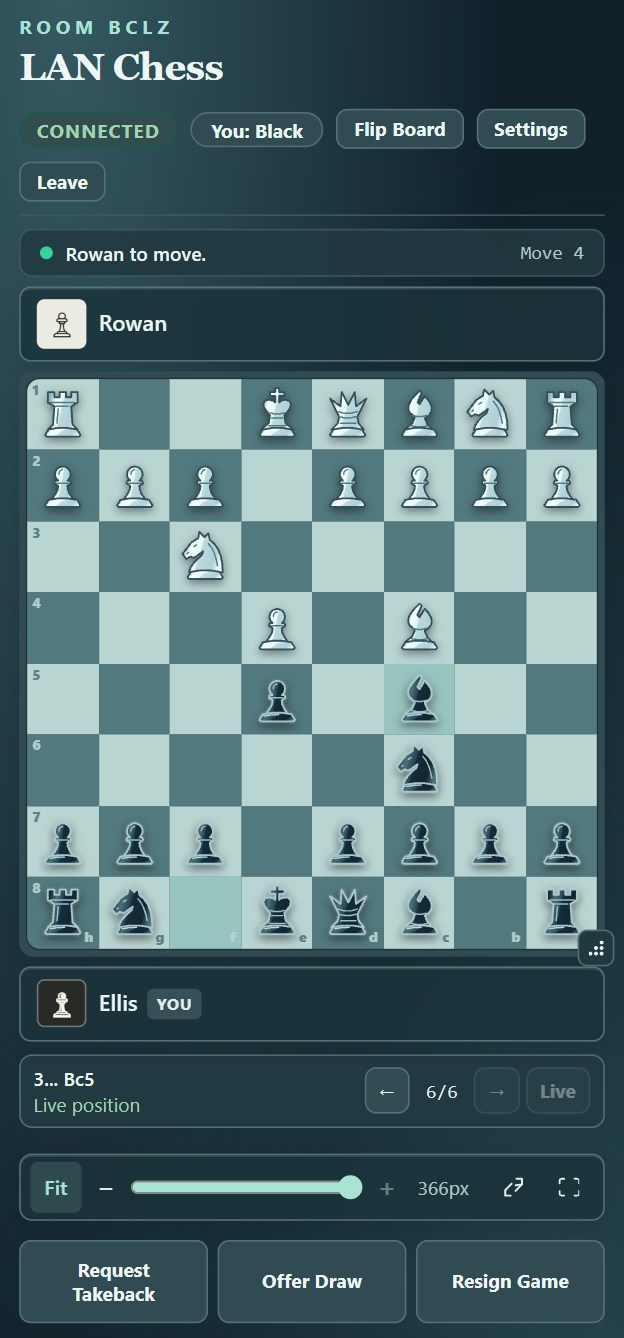 ROOM BCLZ
LAN Chess
CONNECTED You: Black Flip Board Settings
Leave
Rowan to move. Move 4
Rowan
1
2
3
4
5
6
7
8
h g f e d c b
Ellis YOU
3... Bc5
Live position
← 6/6 → Live
Fit − + 366px
Request
Takeback
Offer Draw
Resign Game